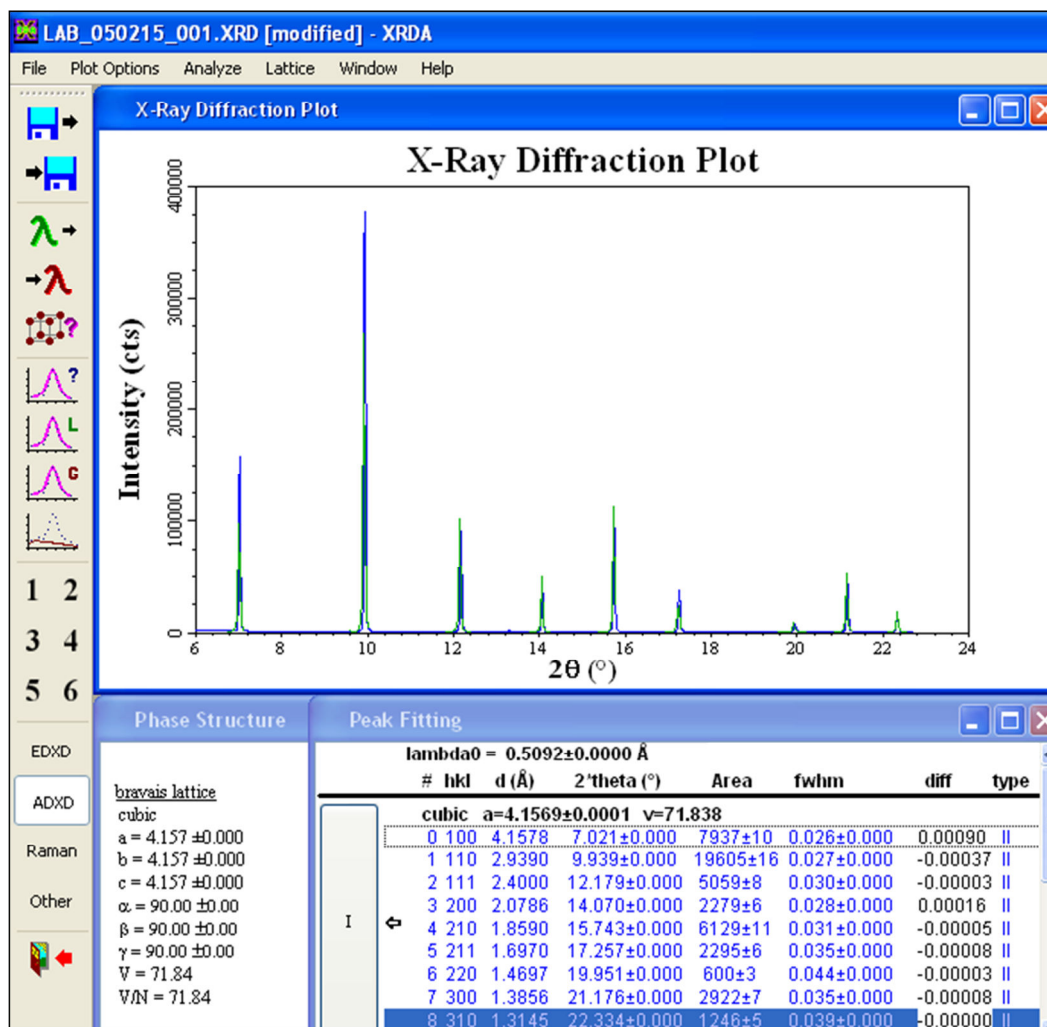 LAB_050215_001.XRD [modified] - XRDA
File Plot Options Analyze Lattice Window Help
X-Ray Diffraction Plot
X-Ray Diffraction Plot
Intensity (cts)
400000
300000
200000
100000
0
6 8 10 12 14 16 18 20 22 24
2θ (°)
λ
λ
?
?
L
G
1 2
3 4
5 6
EDXD
ADXD
Raman
Other
Phase Structure
bravais lattice
cubic
a = 4.157 ±0.000
b = 4.157 ±0.000
c = 4.157 ±0.000
α = 90.00 ±0.00
β = 90.00 ±0.00
γ = 90.00 ±0.00
V = 71.84
V/N = 71.84
Peak Fitting
I
lambda0 = 0.5092±0.0000 Å
# hkl d (Å) 2*theta (°) Area fwhm diff type
cubic a=4.1569±0.0001 v=71.838
0 100 4.1578 7.021±0.000 7937±10 0.026±0.000 0.00090 II
1 110 2.9390 9.939±0.000 19605±16 0.027±0.000 -0.00037 II
2 111 2.4000 12.179±0.000 5059±8 0.030±0.000 -0.00003 II
3 200 2.0786 14.070±0.000 2279±6 0.028±0.000 0.00016 II
4 210 1.8590 15.743±0.000 6129±11 0.031±0.000 -0.00005 II
5 211 1.6970 17.257±0.000 2295±6 0.035±0.000 -0.00008 II
6 220 1.4697 19.951±0.000 600±3 0.044±0.000 -0.00003 II
7 300 1.3856 21.176±0.000 2922±7 0.035±0.000 -0.00008 II
8 310 1.3145 22.334±0.000 1246±5 0.039±0.000 -0.00000 II